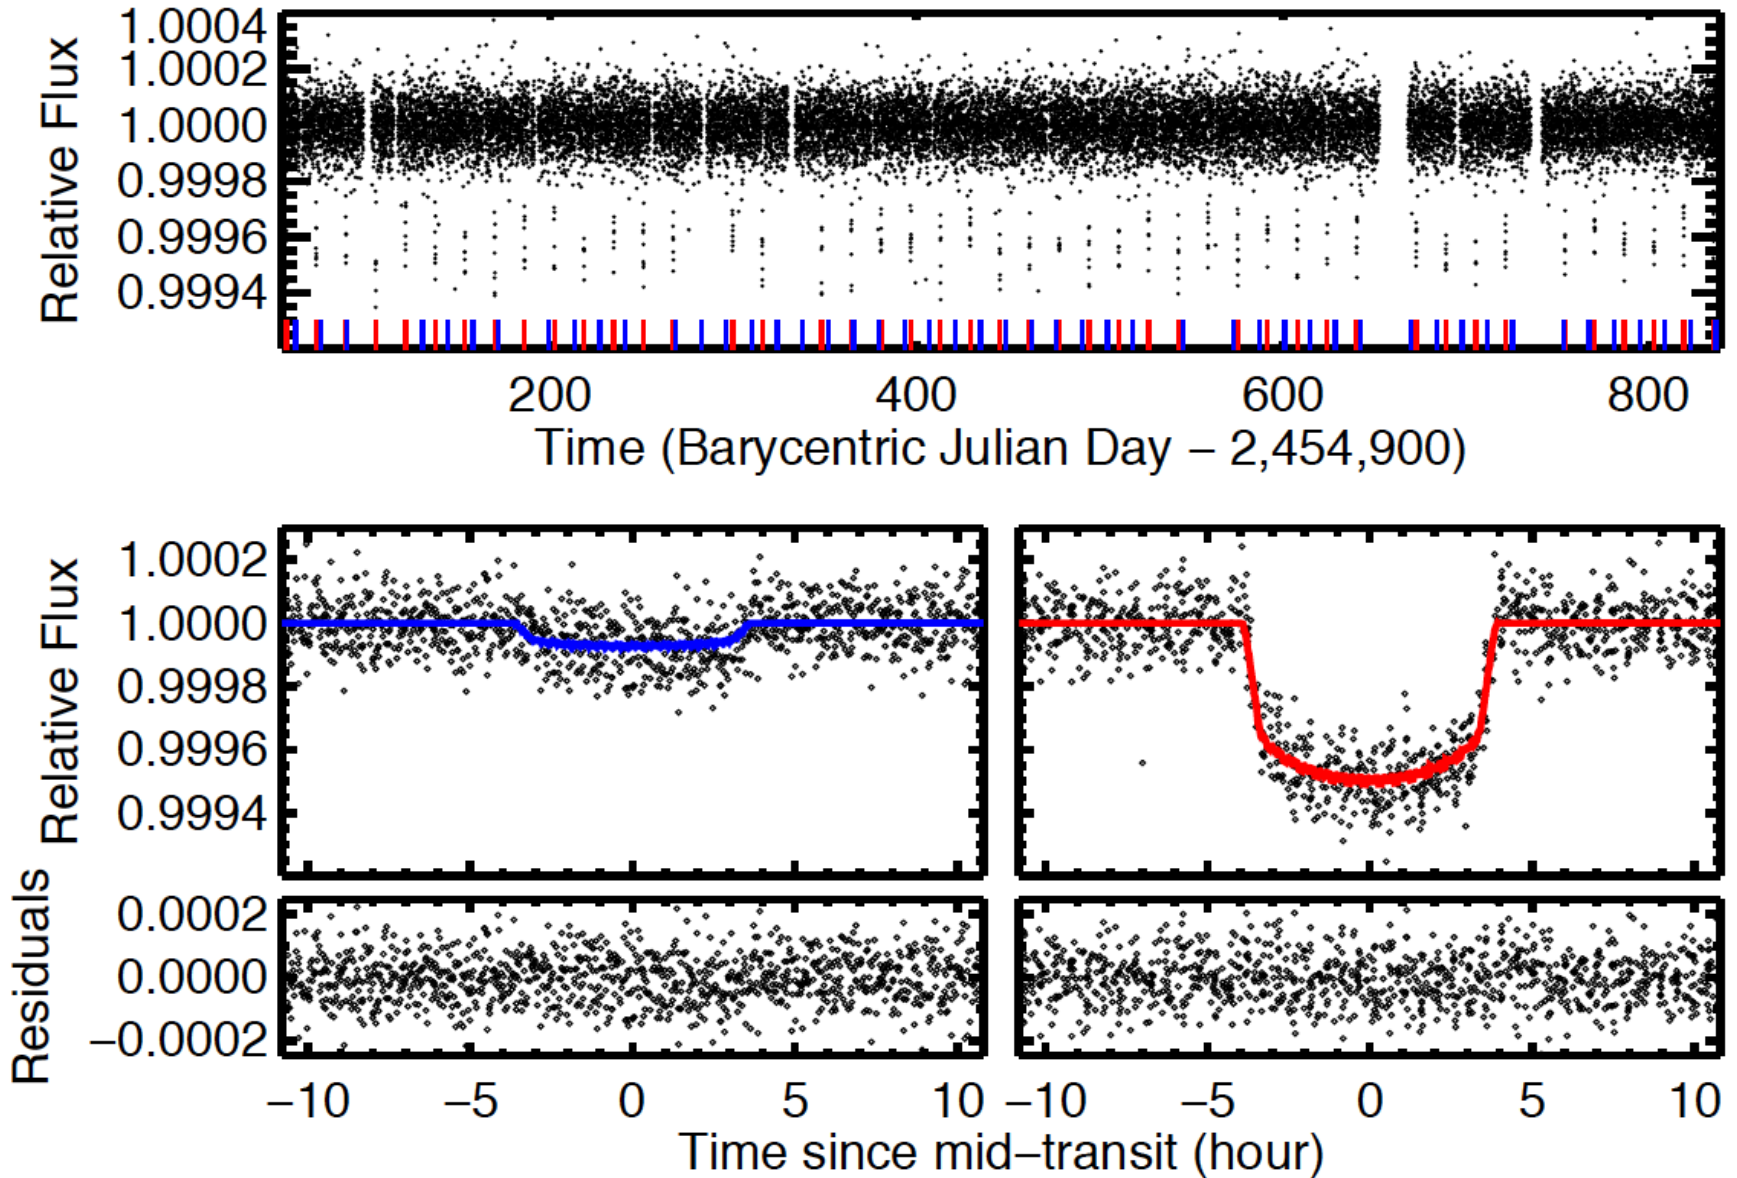 Relative Flux
1.0004
1.0002
1.0000
0.9998
0.9996
0.9994
200 400 600 800
Time (Barycentric Julian Day − 2,454,900)
Relative Flux
1.0002
1.0000
0.9998
0.9996
0.9994
Residuals
0.0002
0.0000
−0.0002
−10 −5 0 5 10 −10 −5 0 5 10
Time since mid−transit (hour)